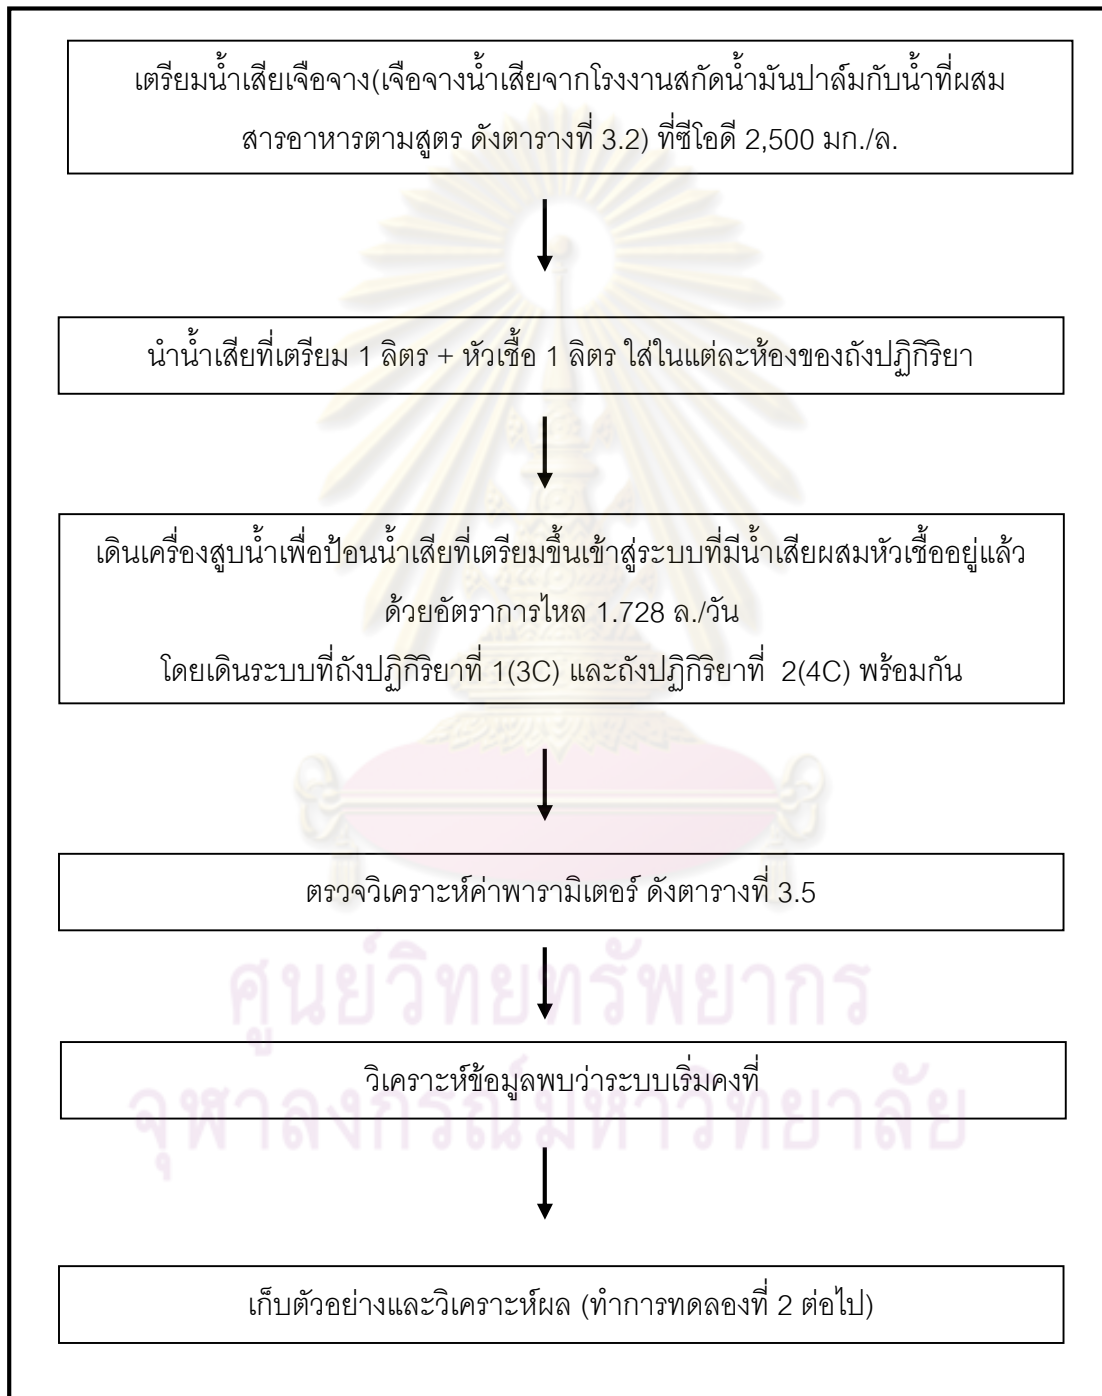 เตรียมน้ำเสียเจือจาง(เจือจางน้ำเสียจากโรงงานสกัดน้ำมันปาล์มกับน้ำที่ผสม
สารอาหารตามสูตร ดังตารางที่ 3.2) ที่ซีโอดี 2,500 มก./ล.
นำน้ำเสียที่เตรียม 1 ลิตร + หัวเชื้อ 1 ลิตร ใส่ในแต่ละห้องของถังปฏิกิริยา
เดินเครื่องสูบน้ำเพื่อป้อนน้ำเสียที่เตรียมขึ้นเข้าสู่ระบบที่มีน้ำเสียผสมหัวเชื้ออยู่แล้ว
ด้วยอัตราการไหล 1.728 ล./วัน
โดยเดินระบบที่ถังปฏิกิริยาที่ 1(3C) และถังปฏิกิริยาที่ 2(4C) พร้อมกัน
ตรวจวิเคราะห์ค่าพารามิเตอร์ ดังตารางที่ 3.5
ศูนย์วิทยทรัพยากร
วิเคราะห์ข้อมูลพบว่าระบบเริ่มคงที่
จุฬาลงกรณ์มหาวิทยาลัย
เก็บตัวอย่างและวิเคราะห์ผล (ทำการทดลองที่ 2 ต่อไป)